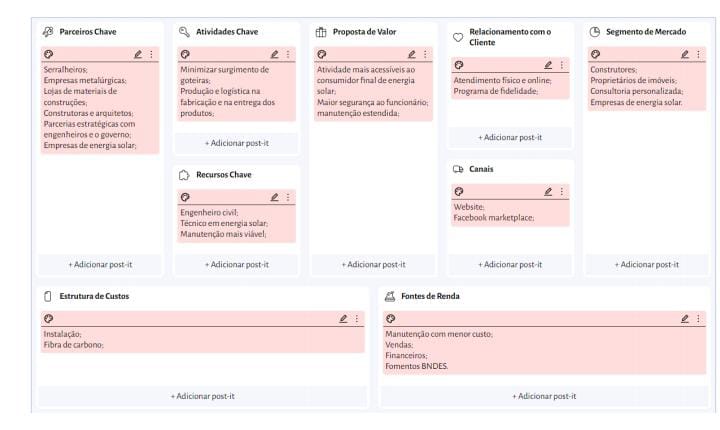 Parceiros Chave
Serralheiros;
Empresas metalúrgicas;
Lojas de materiais de
construções;
Construtoras e arquitetos;
Parcerias estratégicas com
engenheiros e o governo;
Empresas de energia solar;
+ Adicionar post-it
Atividades Chave
Minimizar surgimento de
goteiras;
Produção e logística na
fabricação e na entrega dos
produtos;
+ Adicionar post-it
Recursos Chave
Engenheiro civil;
Técnico em energia solar;
Manutenção mais viável;
+ Adicionar post-it
Proposta de Valor
Atividade mais acessíveis ao
consumidor final de energia
solar;
Maior segurança ao funcionário;
manutenção estendida;
+ Adicionar post-it
Relacionamento com o
Cliente
Atendimento físico e online;
Programa de fidelidade;
+ Adicionar post-it
Canais
Website;
Facebook marketplace;
+ Adicionar post-it
Segmento de Mercado
Construtores;
Proprietários de imóveis;
Consultoria personalizada;
Empresas de energia solar.
+ Adicionar post-it
Estrutura de Custos
Instalação;
Fibra de carbono;
+ Adicionar post-it
Fontes de Renda
Manutenção com menor custo;
Vendas;
Financeiros;
Fomentos BNDES.
+ Adicionar post-it